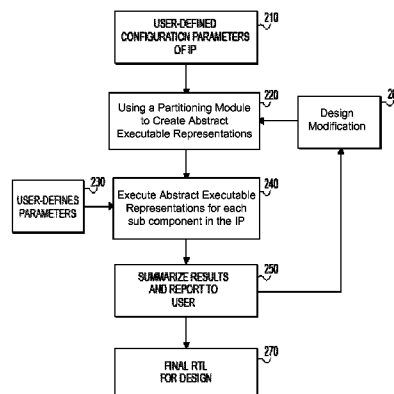 210
USER-DEFINED
CONFIGURATION PARAMETERS
OF IP
220
Using a Partitioning Module
to Create Abstract
Executable Representations
Design
Modification
230
USER-DEFINES
PARAMETERS
240
Execute Abstract Executable
Representations for each
sub component in the IP
250
SUMMARIZE RESULTS
AND REPORT TO
USER
270
FINAL RTL
FOR DESIGN